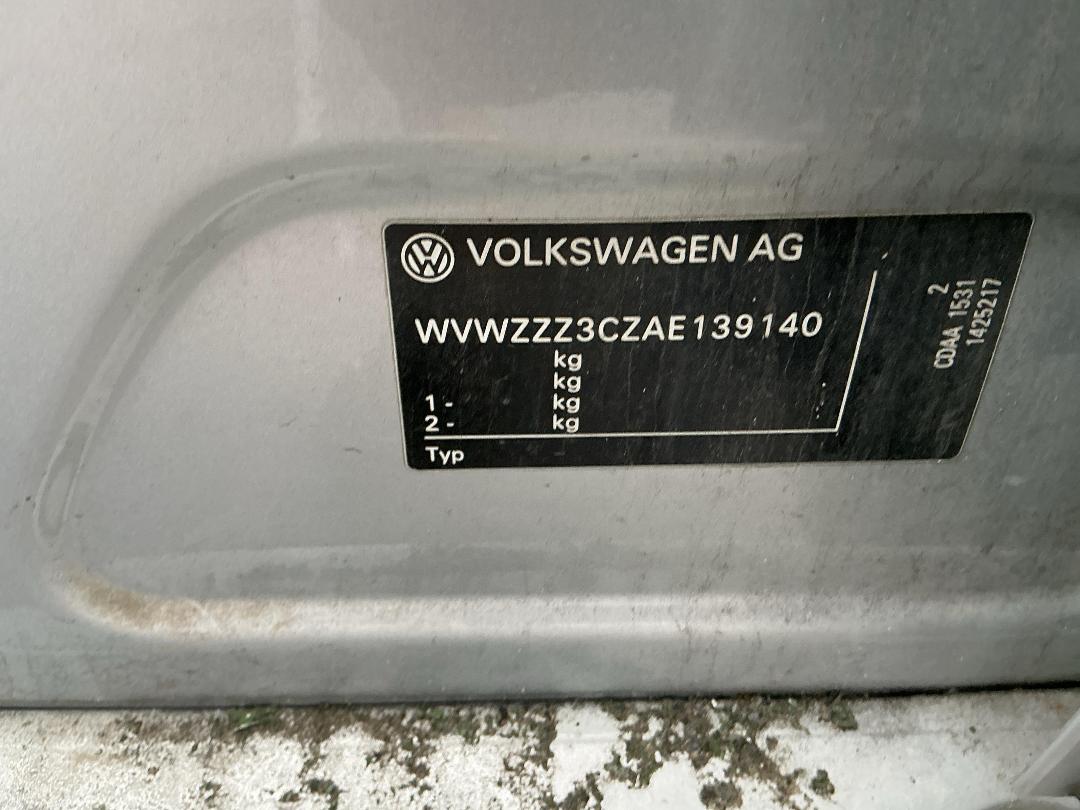 VOLKSWAGEN AG
WVWZZZ3CZAE139140
kg
kg
1 - kg
2 - kg
Typ
2
CDAA 1531
1425217